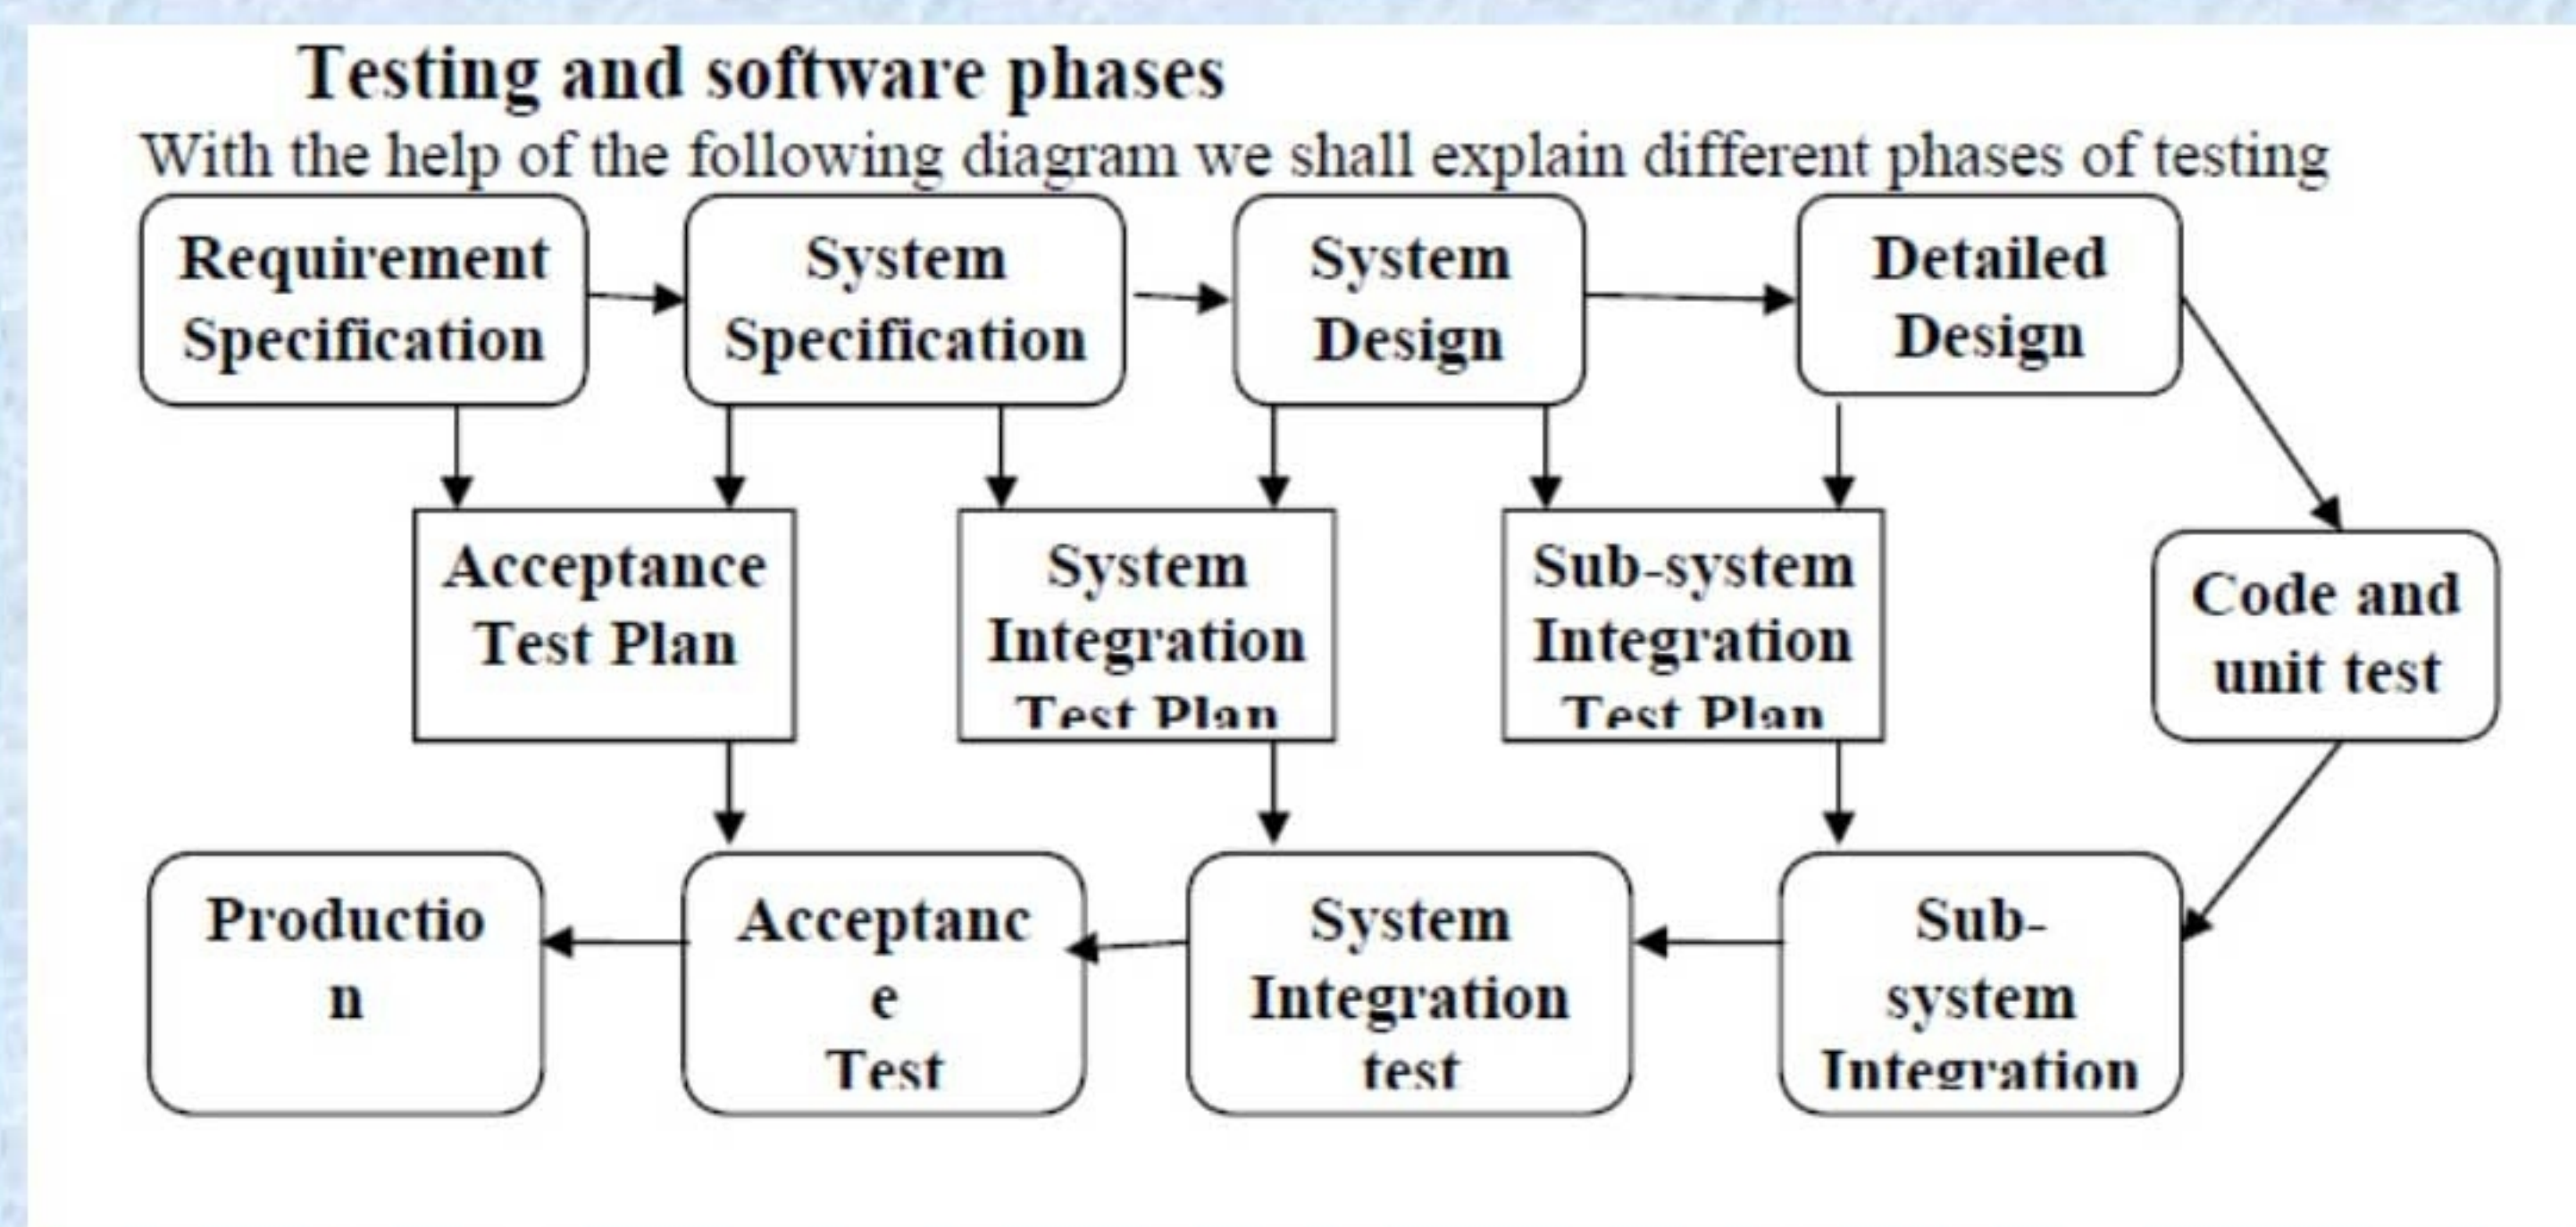 Testing and software phases
With the help of the following diagram we shall explain different phases of testing
Requirement
Specification
System
Specification
System
Design
Detailed
Design
Acceptance
Test Plan
System
Integration
Test Plan
Sub-system
Integration
Test Plan
Code and
unit test
Productio
n
Acceptanc
e
Test
System
Integration
test
Sub-
system
Integration